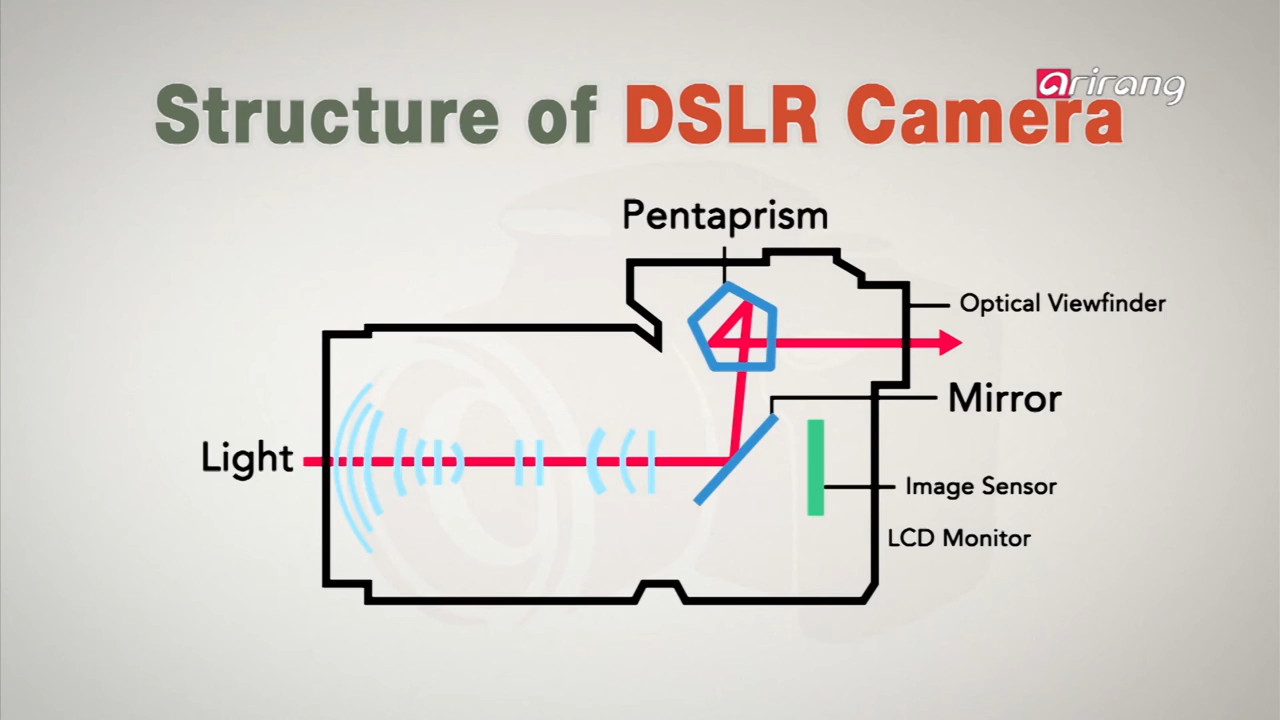 arirang
Structure of DSLR Camera
Pentaprism
Optical Viewfinder
Mirror
Light
Image Sensor
LCD Monitor